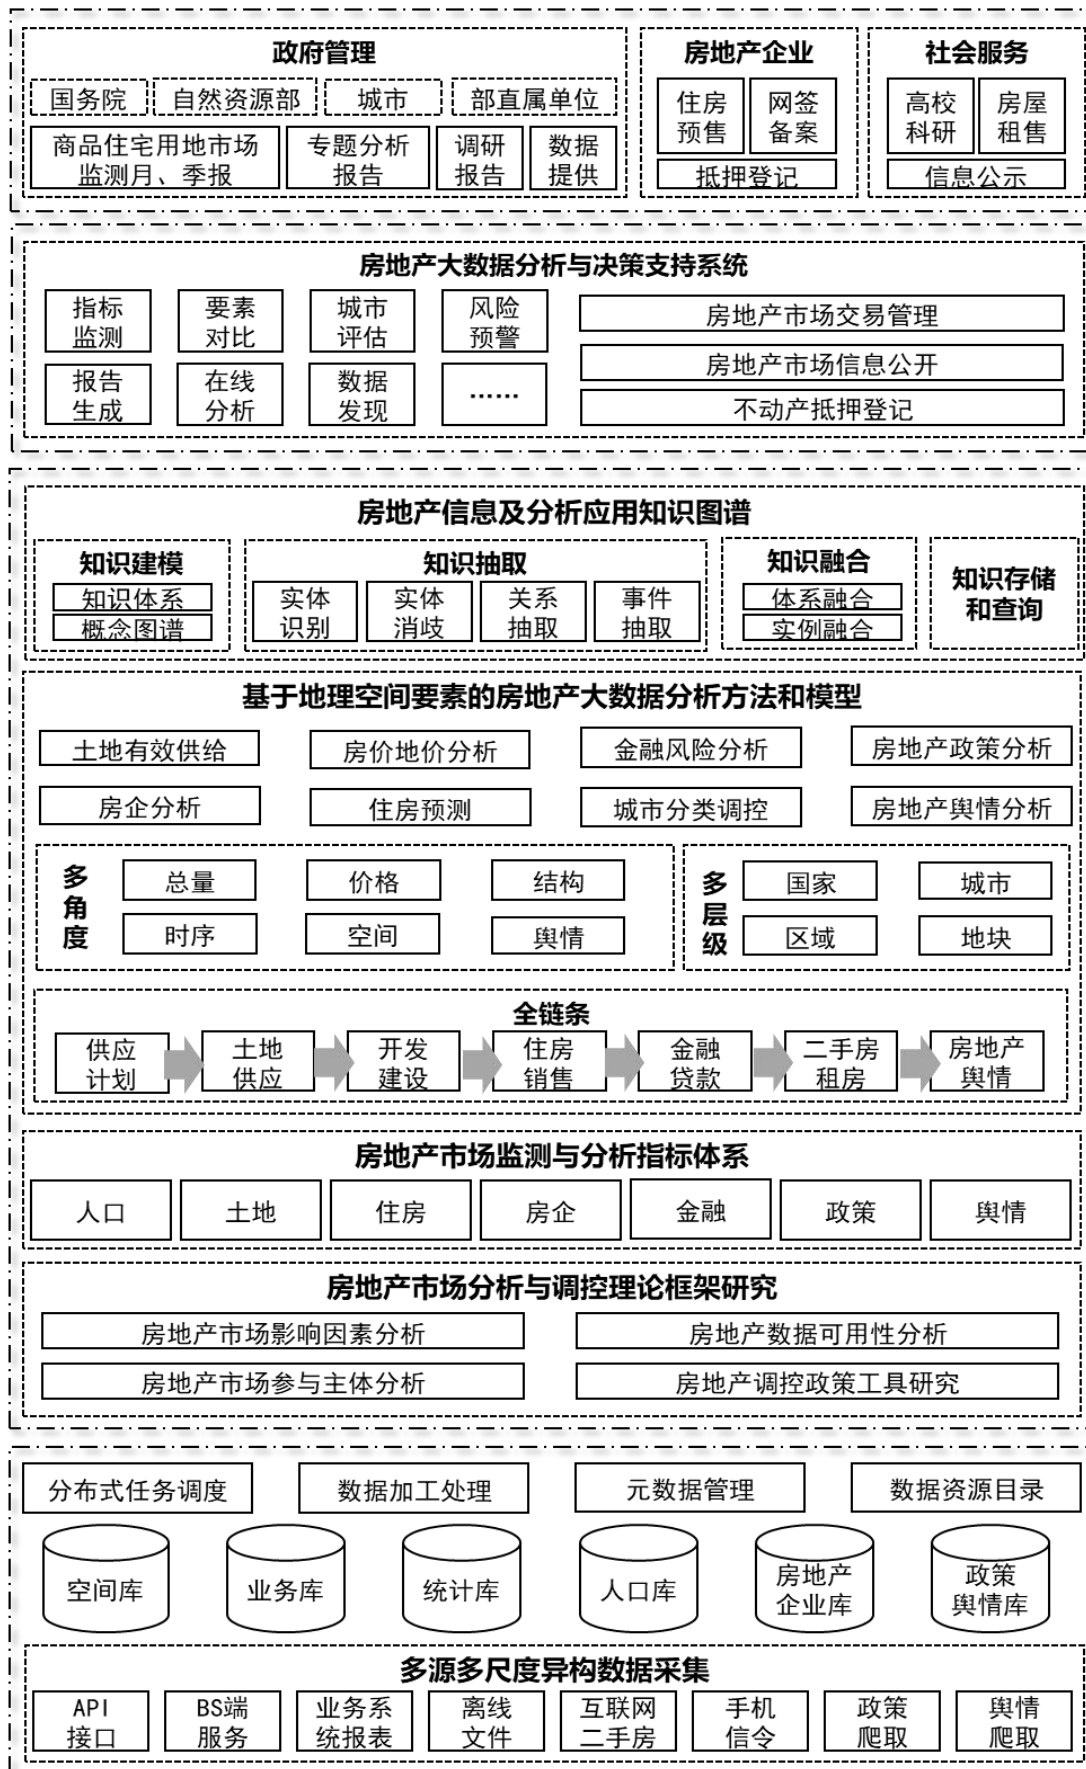 政府管理
国务院
自然资源部
城市
部直属单位
商品住宅用地市场
监测月、季报
专题分析
报告
调研
报告
数据
提供
房地产企业
住房
预售
网签
备案
抵押登记
社会服务
高校
科研
房屋
租售
信息公示
房地产大数据分析与决策支持系统
指标
监测
要素
对比
城市
评估
风险
预警
报告
生成
在线
分析
数据
发现
……
房地产市场交易管理
房地产市场信息公开
不动产抵押登记
房地产信息及分析应用知识图谱
知识建模
知识体系
概念图谱
知识抽取
实体
识别
实体
消歧
关系
抽取
事件
抽取
知识融合
体系融合
实例融合
知识存储
和查询
基于地理空间要素的房地产大数据分析方法和模型
土地有效供给
房价地价分析
金融风险分析
房地产政策分析
房企分析
住房预测
城市分类调控
房地产舆情分析
多角度
总量
价格
结构
时序
空间
舆情
多层级
国家
城市
区域
地块
全链条
供应
计划
土地
供应
开发
建设
住房
销售
金融
贷款
二手房
租房
房地产
舆情
房地产市场监测与分析指标体系
人口
土地
住房
房企
金融
政策
舆情
房地产市场分析与调控理论框架研究
房地产市场影响因素分析
房地产数据可用性分析
房地产市场参与主体分析
房地产调控政策工具研究
分布式任务调度
数据加工处理
元数据管理
数据资源目录
空间库
业务库
统计库
人口库
房地产
企业库
政策
舆情库
多源多尺度异构数据采集
API
接口
BS端
服务
业务系
统报表
离线
文件
互联网
二手房
手机
信令
政策
爬取
舆情
爬取